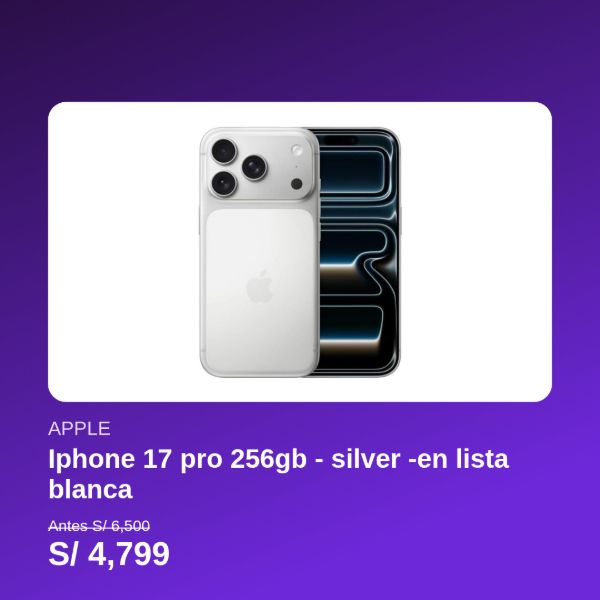 APPLE
Iphone 17 pro 256gb - silver -en lista
blanca
Antes S/ 6,500
S/ 4,799